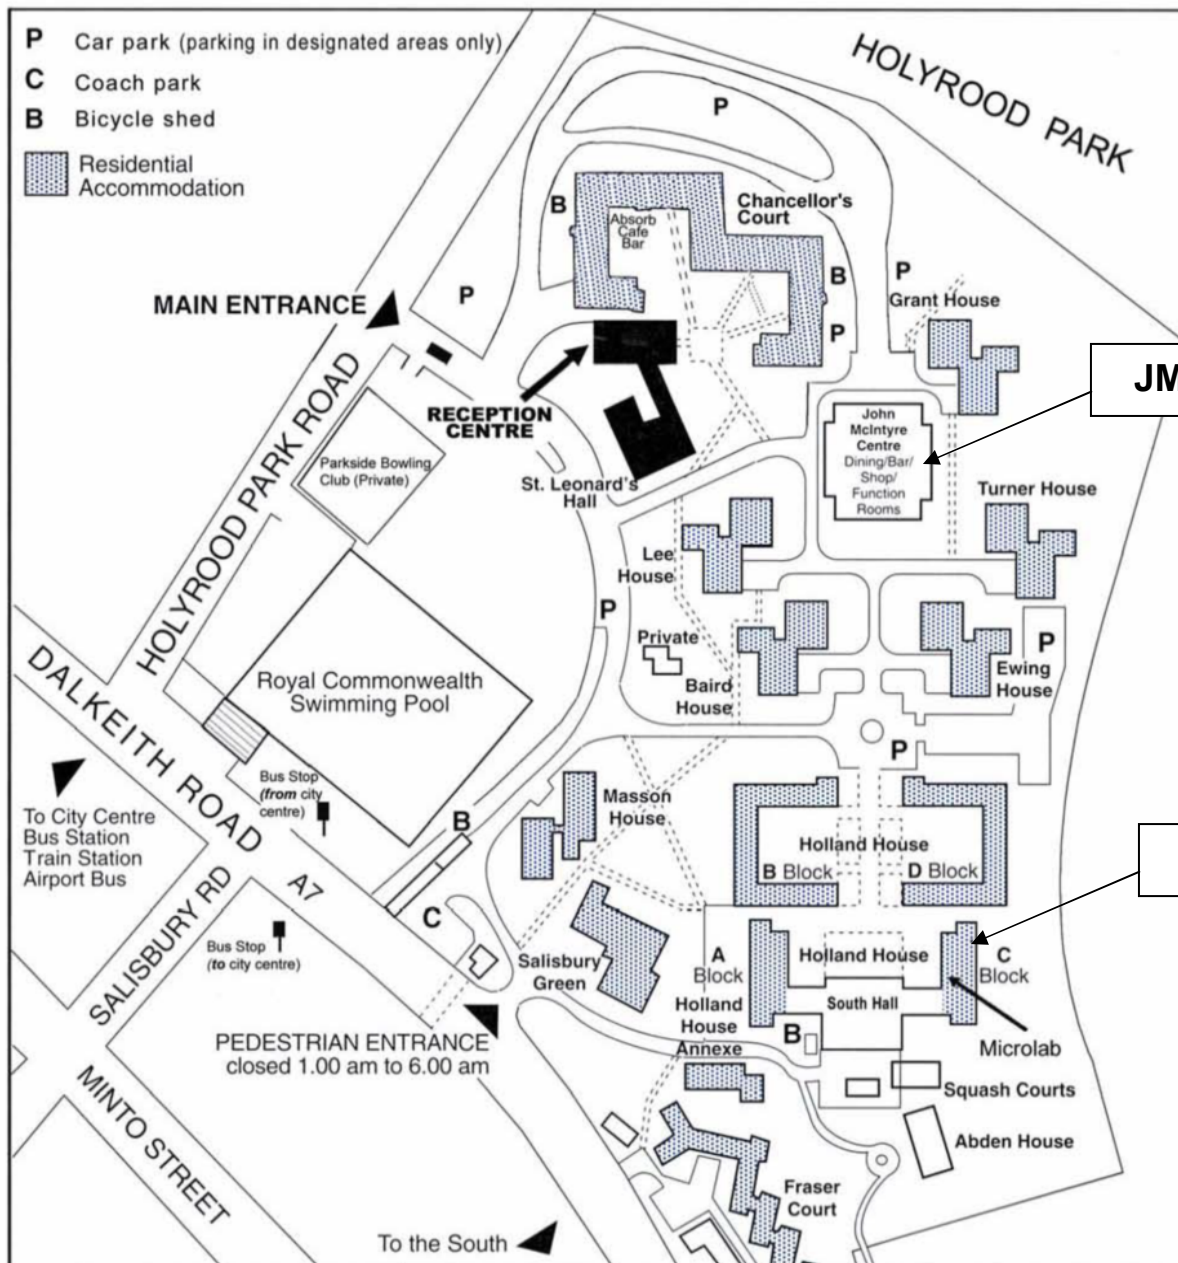 P Car park (parking in designated areas only)
C Coach park
B Bicycle shed
Residential
Accommodation
HOLYROOD PARK
P
B
Absorb
Cafe
Bar
Chancellor's
Court
B
P
P
Grant House
MAIN ENTRANCE
P
HOLYROOD PARK ROAD
RECEPTION
CENTRE
St. Leonard's
Hall
Parkside Bowling
Club (Private)
JM
John
McIntyre
Centre
Dining/Bar/
Shop/
Function
Rooms
Turner House
Lee
House
P
Private
Baird
House
Ewing
House
P
P
Royal Commonwealth
Swimming Pool
DALKEITH ROAD
A7
Bus Stop
(from city
centre)
To City Centre
Bus Station
Train Station
Airport Bus
SALISBURY RD
Bus Stop
(to city centre)
B
C
Masson
House
Holland House
B Block
D Block
Salisbury
Green
A
Block
Holland House
C
Block
South Hall
Holland
House
Annexe
B
Microlab
PEDESTRIAN ENTRANCE
closed 1.00 am to 6.00 am
MINTO STREET
Squash Courts
Abden House
Fraser
Court
To the South